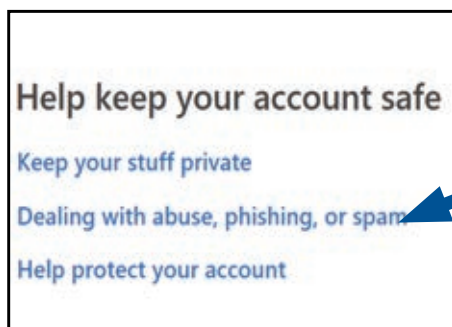 Help keep your account safe
Keep your stuff private
Dealing with abuse, phishing, or spam
Help protect your account